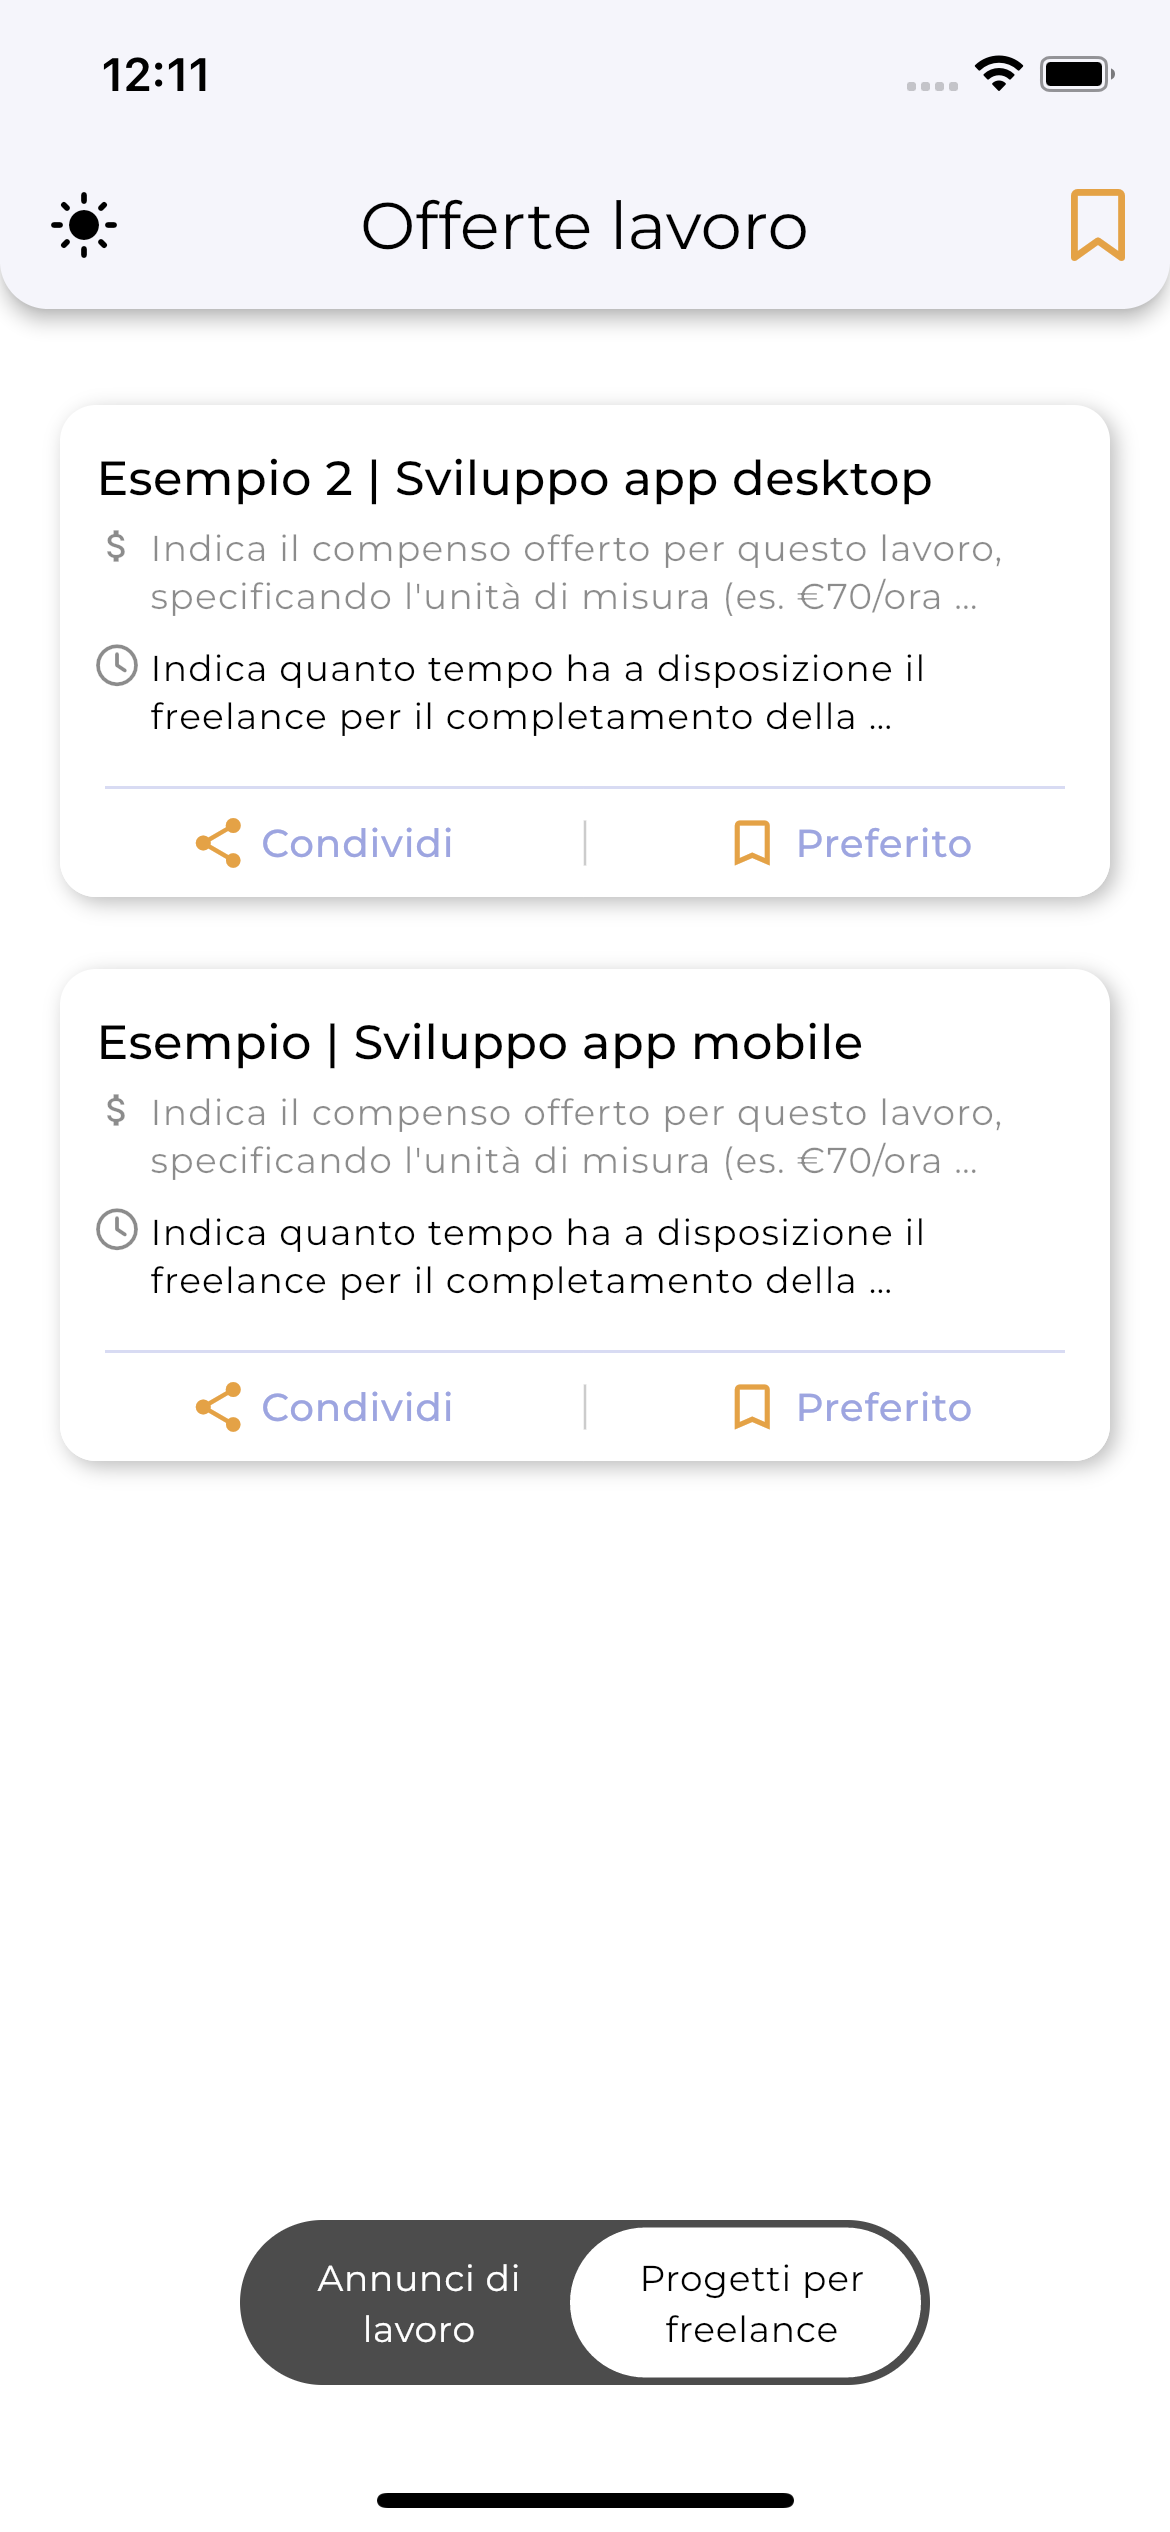 12:11
Offerte lavoro
Esempio 2 | Sviluppo app desktop
$ Indica il compenso offerto per questo lavoro,
specificando l'unità di misura (es. €70/ora ...
Indica quanto tempo ha a disposizione il
freelance per il completamento della ...
Condividi | Preferito
Esempio | Sviluppo app mobile
$ Indica il compenso offerto per questo lavoro,
specificando l'unità di misura (es. €70/ora ...
Indica quanto tempo ha a disposizione il
freelance per il completamento della ...
Condividi | Preferito
Annunci di
lavoro
Progetti per
freelance